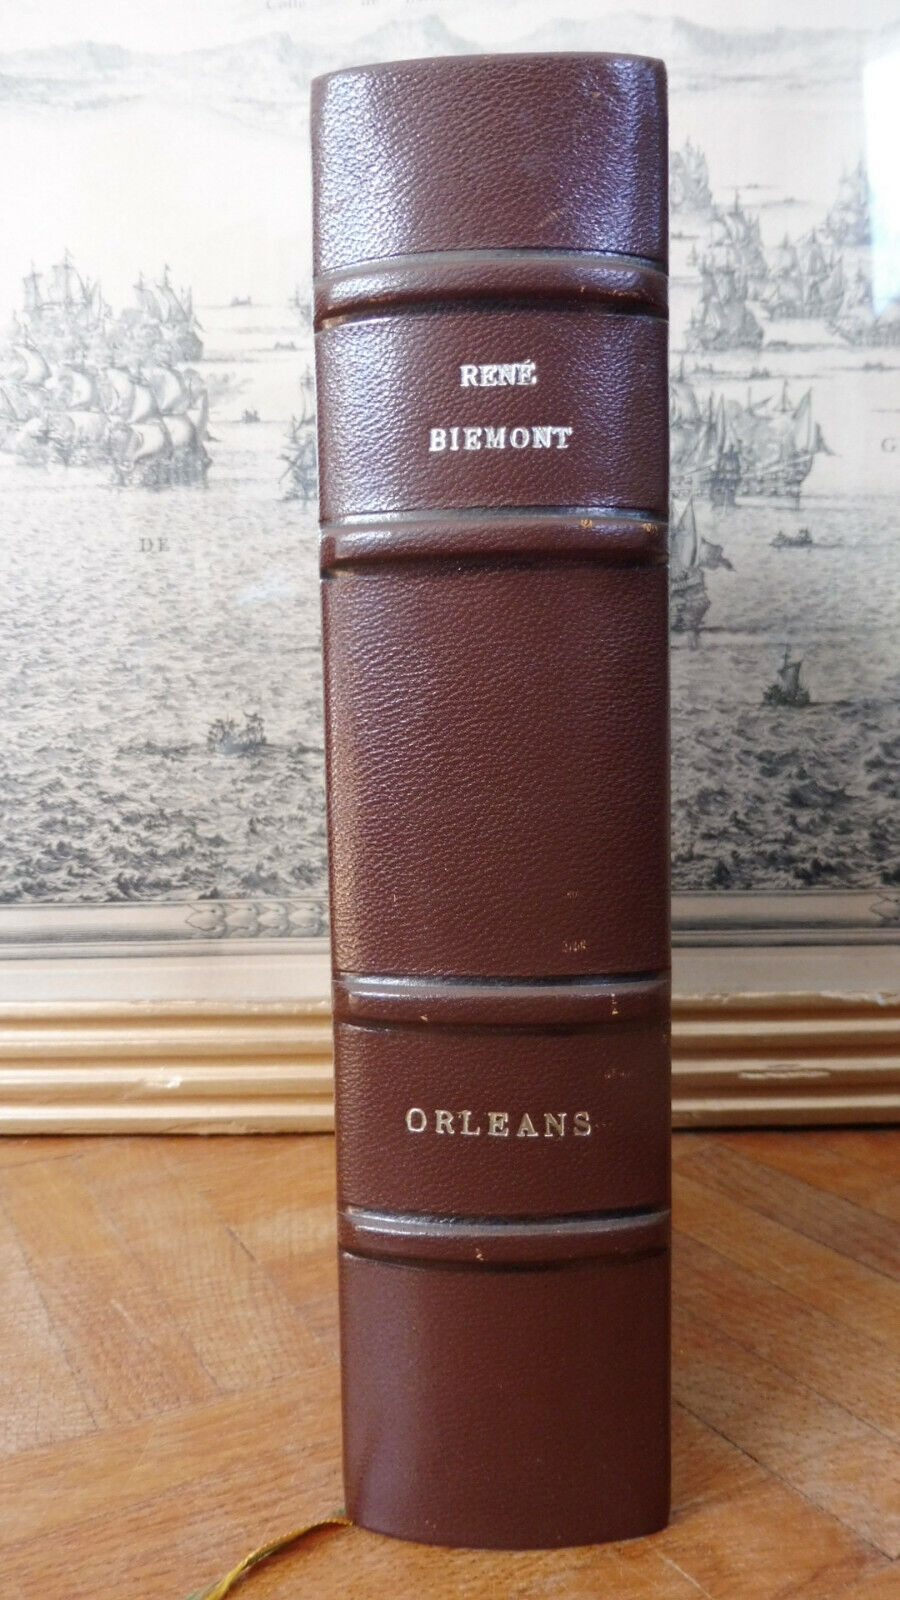 RENÉ
BIEMONT
DE
G
ORLEANS